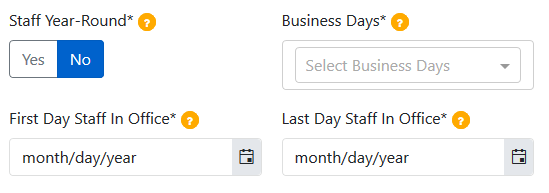 Staff Year-Round* ?
Business Days* ?
Yes No
Select Business Days
First Day Staff In Office* ?
Last Day Staff In Office* ?
month/day/year
month/day/year